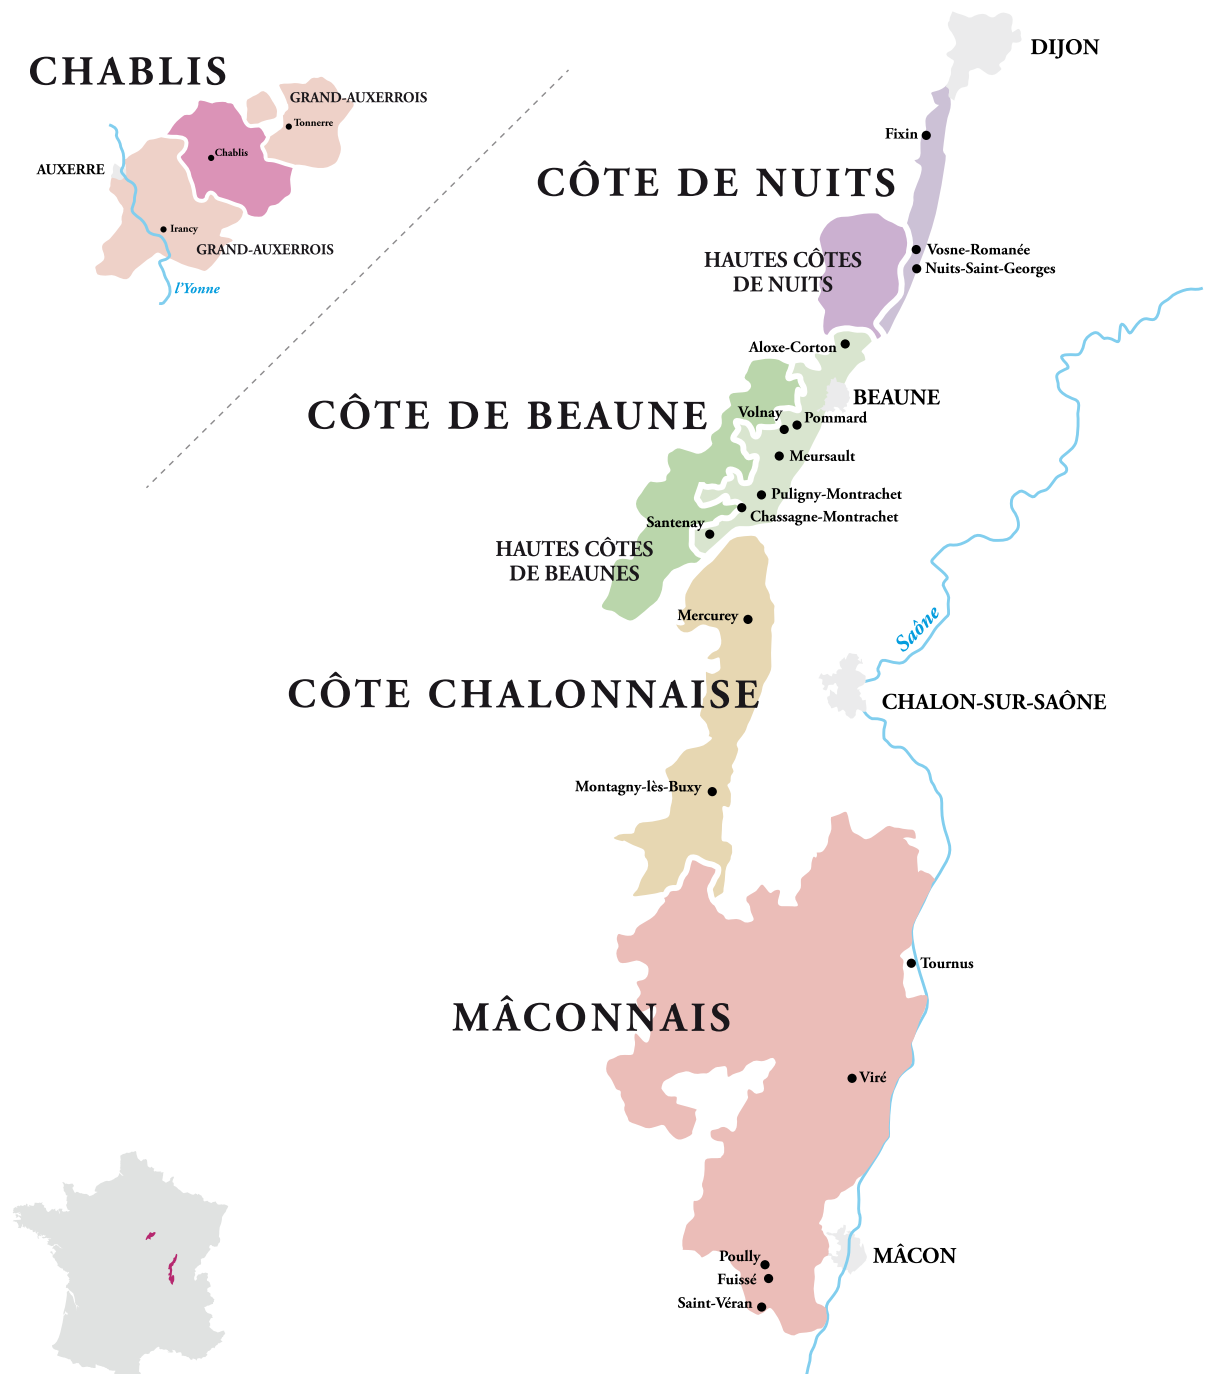 CHABLIS
GRAND-AUXERROIS
Tonnerre
Chablis
AUXERRE
Irancy
GRAND-AUXERROIS
l'Yonne
DIJON
Fixin
CÔTE DE NUITS
Vosne-Romanée
HAUTES CÔTES
DE NUITS
Nuits-Saint-Georges
Aloxe-Corton
BEAUNE
CÔTE DE BEAUNE
Volnay
Pommard
Meursault
Puligny-Montrachet
Chassagne-Montrachet
Santenay
HAUTES CÔTES
DE BEAUNES
Mercurey
Saône
CÔTE CHALONNAISE
CHALON-SUR-SAÔNE
Montagny-lès-Buxy
Tournus
MÂCONNAIS
Viré
MÂCON
Poully
Fuissé
Saint-Véran